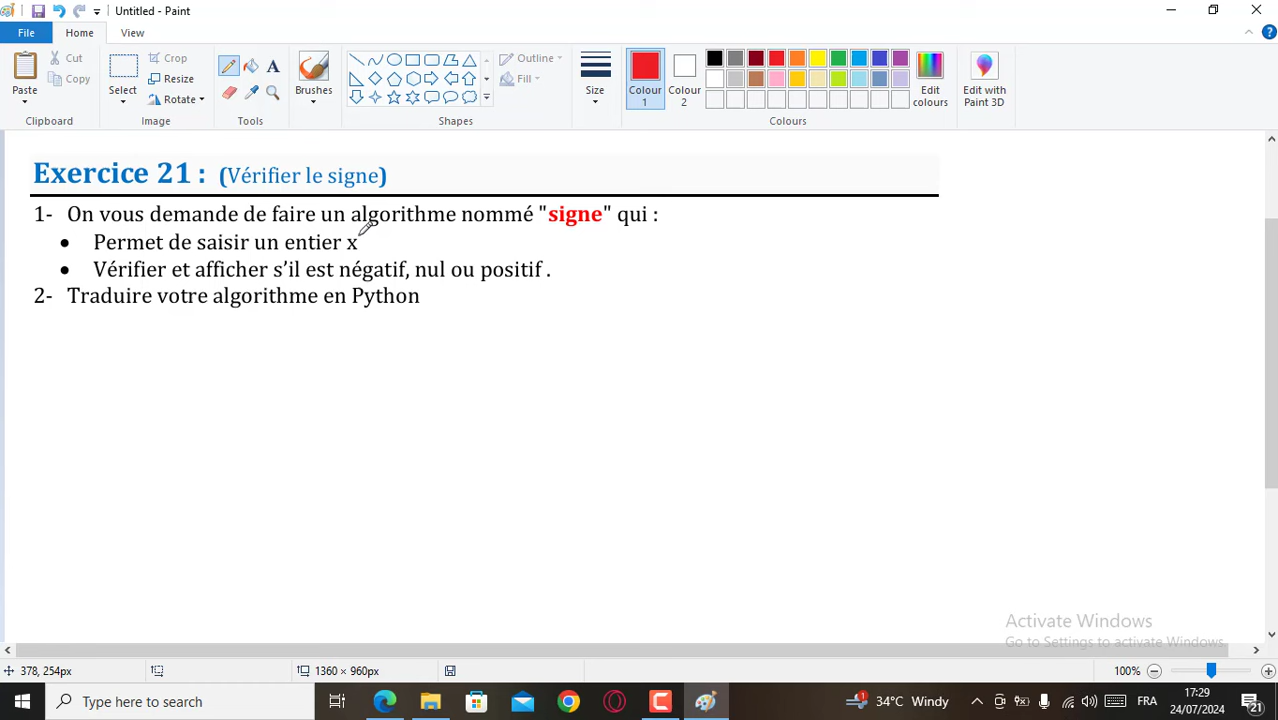 Untitled - Paint
File Home View
Paste Cut Copy Clipboard
Select Crop Resize Rotate Image
A Tools
Brushes
Shapes Outline Fill
Size
Colour 1 Colour 2 Edit colours Colours
Edit with Paint 3D
Exercice 21 : (Vérifier le signe)
1- On vous demande de faire un algorithme nommé "signe" qui :
• Permet de saisir un entier x
• Vérifier et afficher s’il est négatif, nul ou positif .
2- Traduire votre algorithme en Python
Activate Windows
Go to Settings to activate Windows.
378, 254px 1360 × 960px 100%
Type here to search 1 34°C Windy FRA 17:29 24/07/2024 21